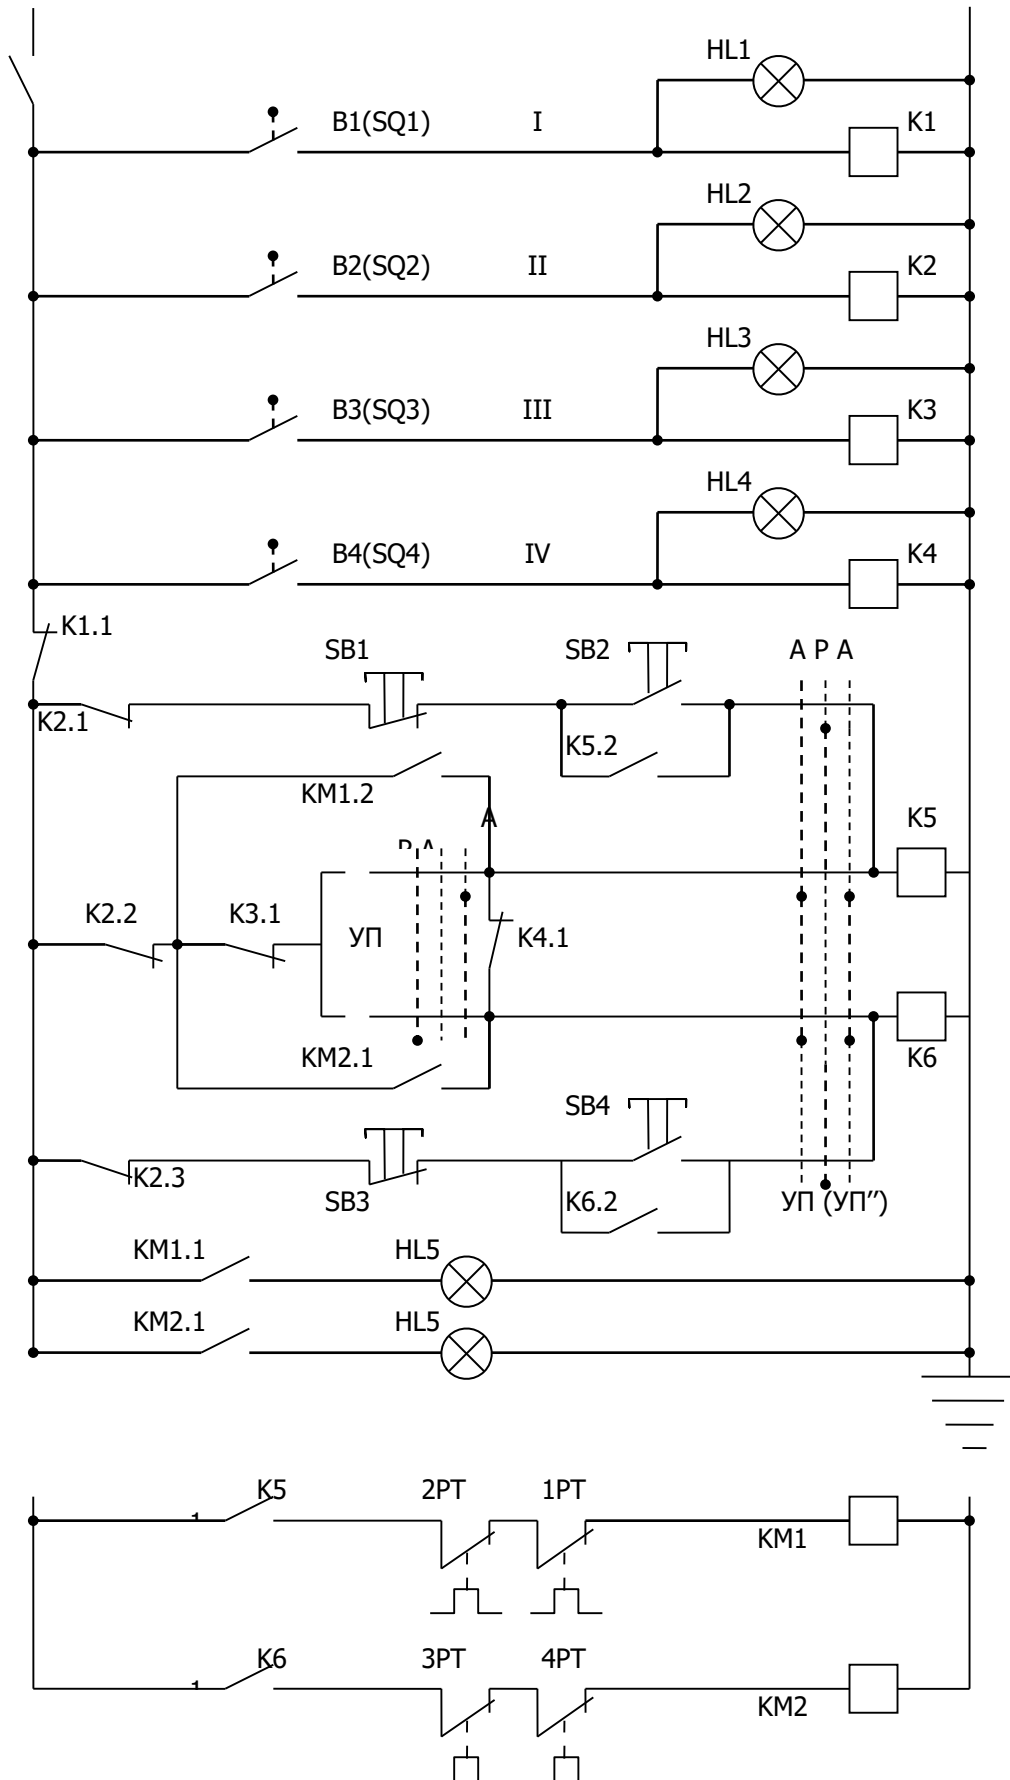 HL1
B1(SQ1) I K1
HL2
B2(SQ2) II K2
HL3
B3(SQ3) III K3
HL4
B4(SQ4) IV K4
K1.1
SB1 SB2 А Р А
K2.1 K5.2
KM1.2
А
Р А
K5
K2.2 K3.1 УП K4.1
KM2.1 K6
SB4
K2.3 SB3 K6.2 УП (УП″)
KM1.1 HL5
KM2.1 HL5
K5 2PT 1PT
1 KM1
K6 3PT 4PT
1 KM2